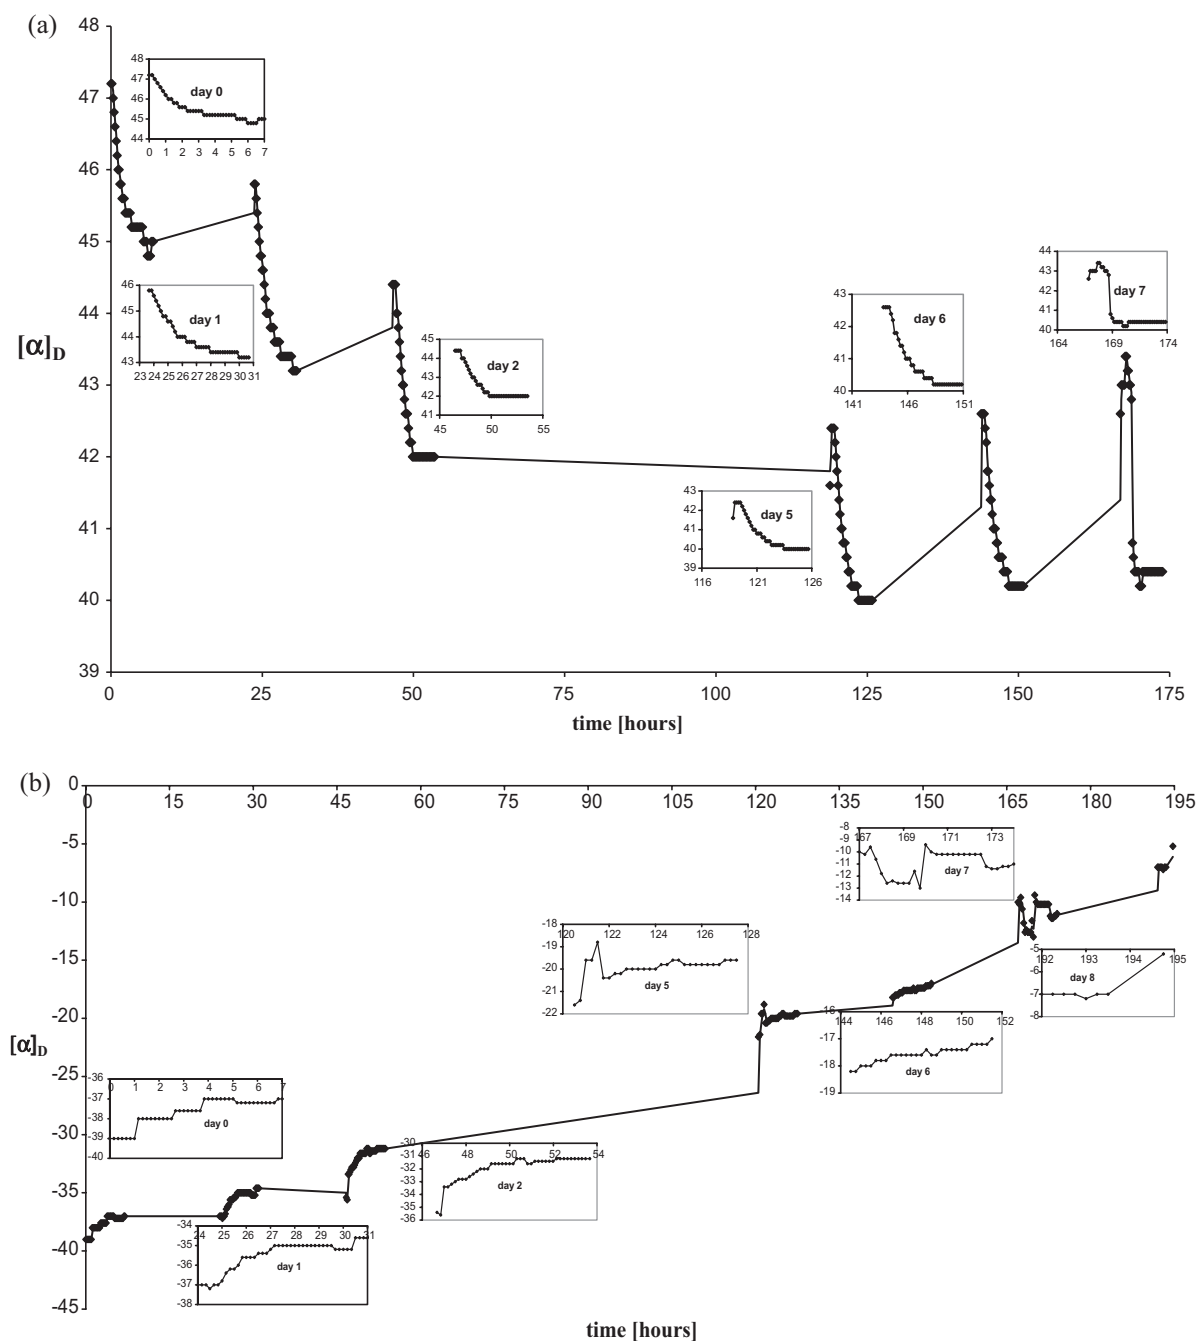 (a)
48
47
46
45
44
43
42
41
40
39
[α]D
0 25 50 75 100 125 150 175
time [hours]
48
47
46
45
44
day 0
0 1 2 3 4 5 6 7
46
45
44
43
day 1
23 24 25 26 27 28 29 30 31
45
44
43
42
41
day 2
45 50 55
43
42
41
40
39
day 5
116 121 126
43
42
41
40
day 6
141 146 151
44
43
42
41
40
day 7
164 169 174
(b)
0
-5
-10
-15
-20
-25
-30
-35
-40
-45
[α]D
0 15 30 45 60 75 90 105 120 135 150 165 180 195
-36
-37
-38
-39
-40
0 1 2 3 4 5 6 7
day 0
-34
-35
-36
-37
-38
24 25 26 27 28 29 30 31
day 1
-30
-31
-32
-33
-34
-35
-36
46 48 50 52 54
day 2
-18
-19
-20
-21
-22
120 122 124 126 128
day 5
-16
-17
-18
-19
144 146 148 150 152
day 6
-8
-9
-10
-11
-12
-13
-14
167 169 171 173
day 7
-5
-6
-7
-8
192 193 194 195
day 8
time [hours]